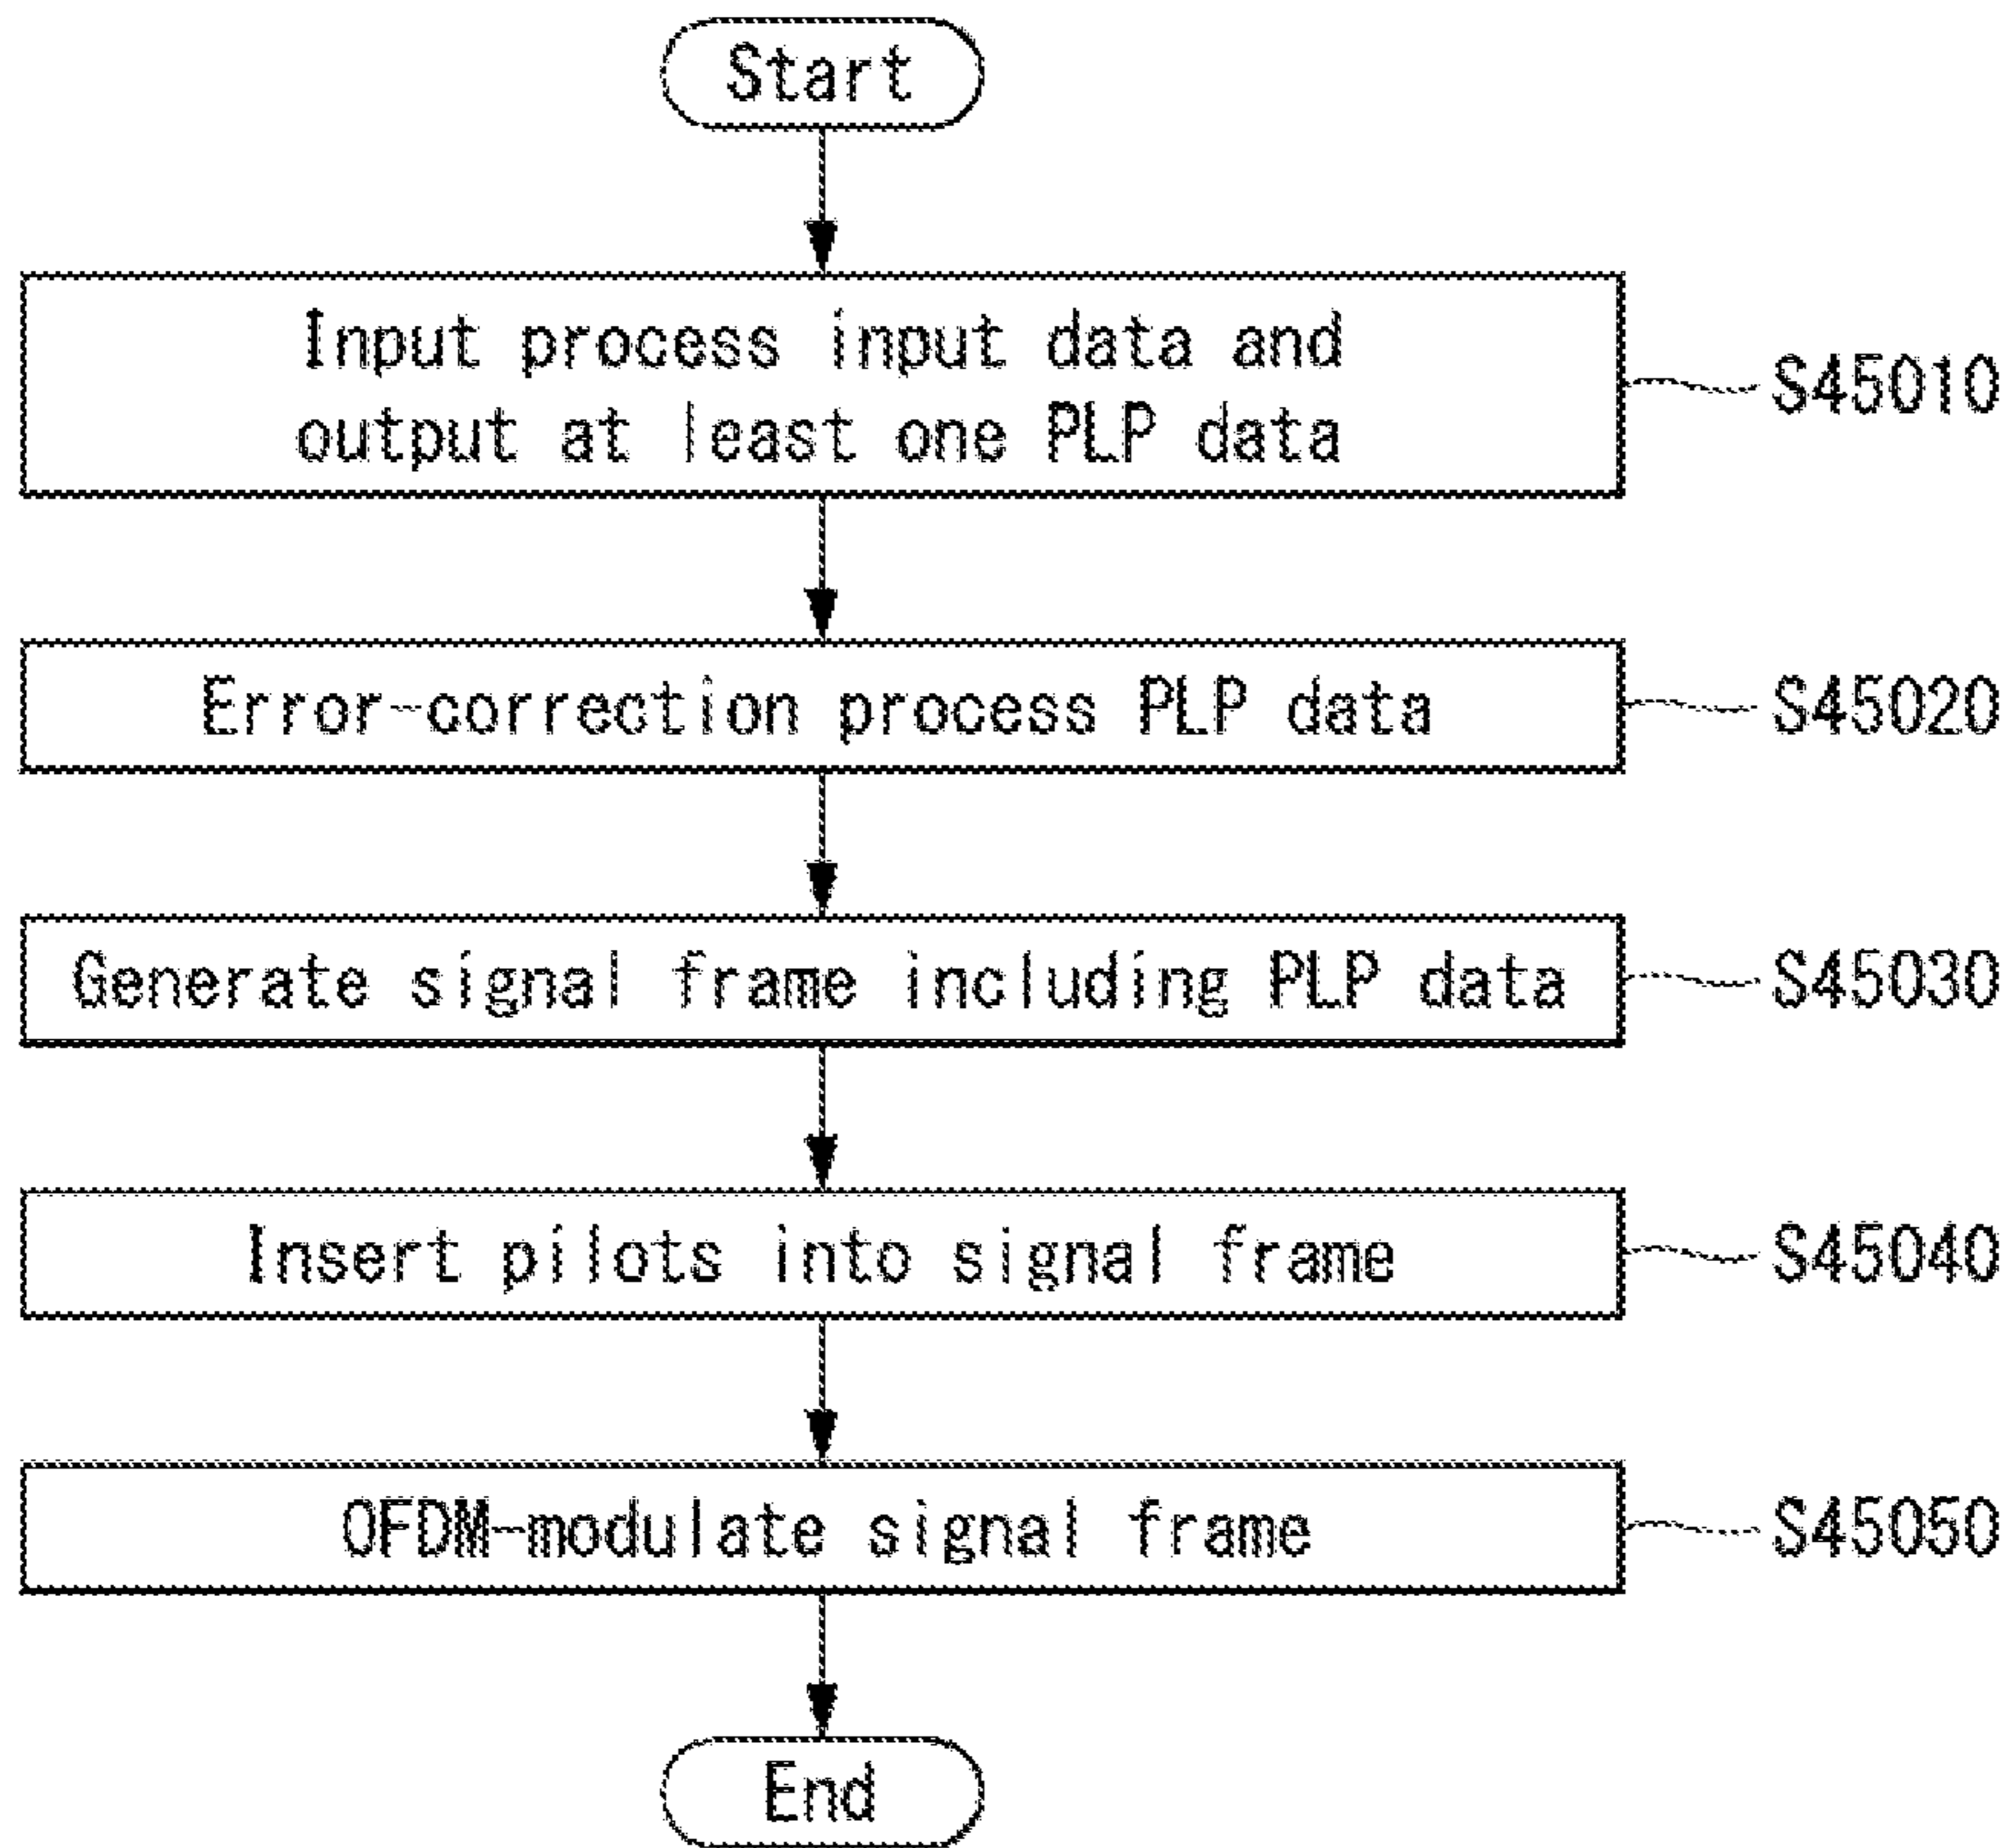 Start
Input process input data and
output at least one PLP data
S45010
Error-correction process PLP data
S45020
Generate signal frame including PLP data
S45030
Insert pilots into signal frame
S45040
OFDM-modulate signal frame
S45050
End